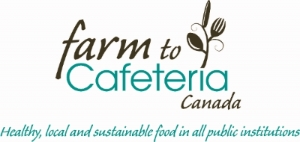 farm to
Cafeteria
Canada
Healthy, local and sustainable food in all public institutions